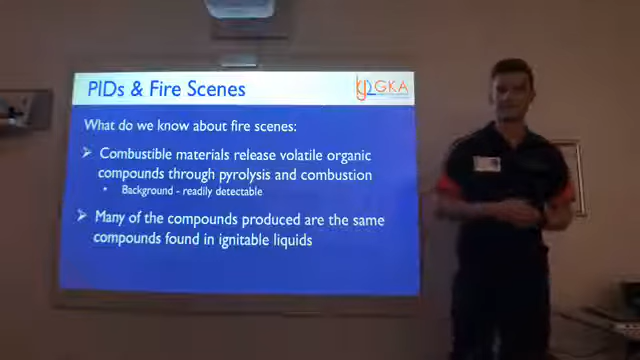 PIDs & Fire Scenes
GKA
What do we know about fire scenes:
➢ Combustible materials release volatile organic
compounds through pyrolysis and combustion
• Background - readily detectable
➢ Many of the compounds produced are the same
compounds found in ignitable liquids